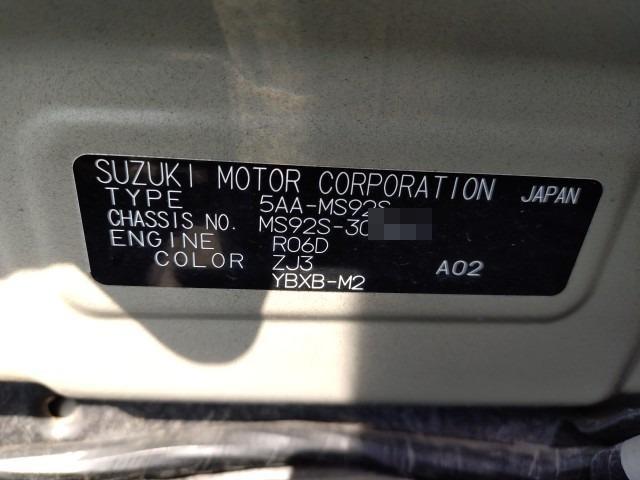 SUZUKI MOTOR CORPORATION JAPAN
TYPE 5AA-MS92S
CHASSIS NO. MS92S-30
ENGINE R06D
COLOR ZJ3 A02
YBXB-M2